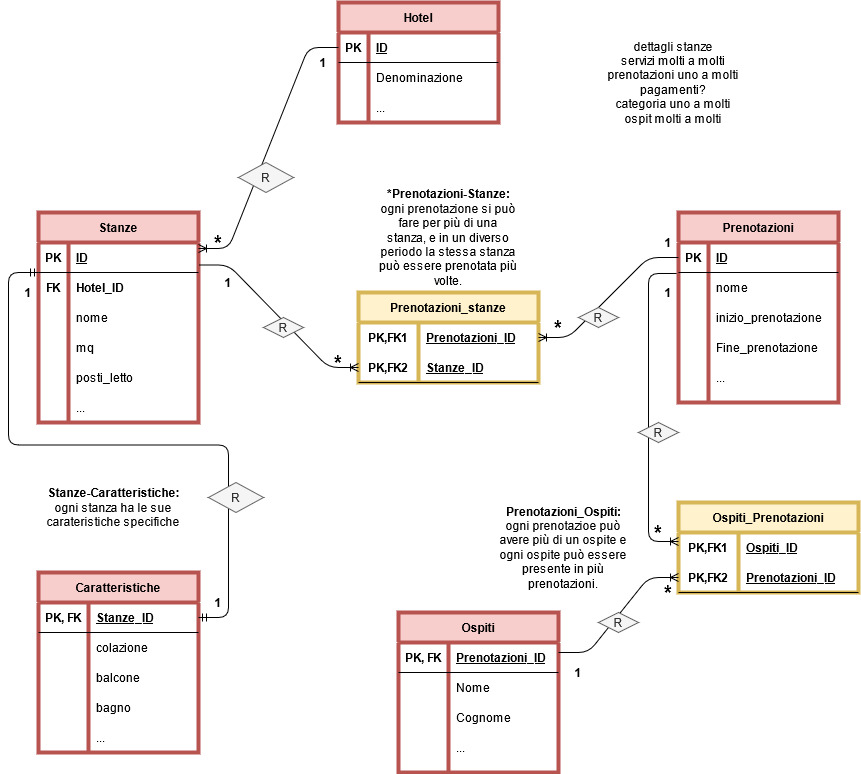 Hotel
PK ID
Denominazione
...
1
dettagli stanze
servizi molti a molti
prenotazioni uno a molti
pagamenti?
categoria uno a molti
ospit molti a molti
R
*
Stanze
PK ID
FK Hotel_ID
nome
mq
posti_letto
...
1
1
*Prenotazioni-Stanze:
ogni prenotazione si può
fare per più di una
stanza, e in un diverso
periodo la stessa stanza
può essere prenotata più
volte.
Prenotazioni
PK ID
nome
inizio_prenotazione
Fine_prenotazione
...
1
1
Prenotazioni_stanze
PK,FK1 Prenotazioni_ID
PK,FK2 Stanze_ID
R
R
*
*
R
Stanze-Caratteristiche:
ogni stanza ha le sue
carateristiche specifiche
R
Prenotazioni_Ospiti:
ogni prenotazioe può
avere più di un ospite e
ogni ospite può essere
presente in più
prenotazioni.
Ospiti_Prenotazioni
PK,FK1 Ospiti_ID
PK,FK2 Prenotazioni_ID
*
*
Caratteristiche
PK, FK Stanze_ID
colazione
balcone
bagno
...
1
Ospiti
PK, FK Prenotazioni_ID
Nome
Cognome
...
R
1